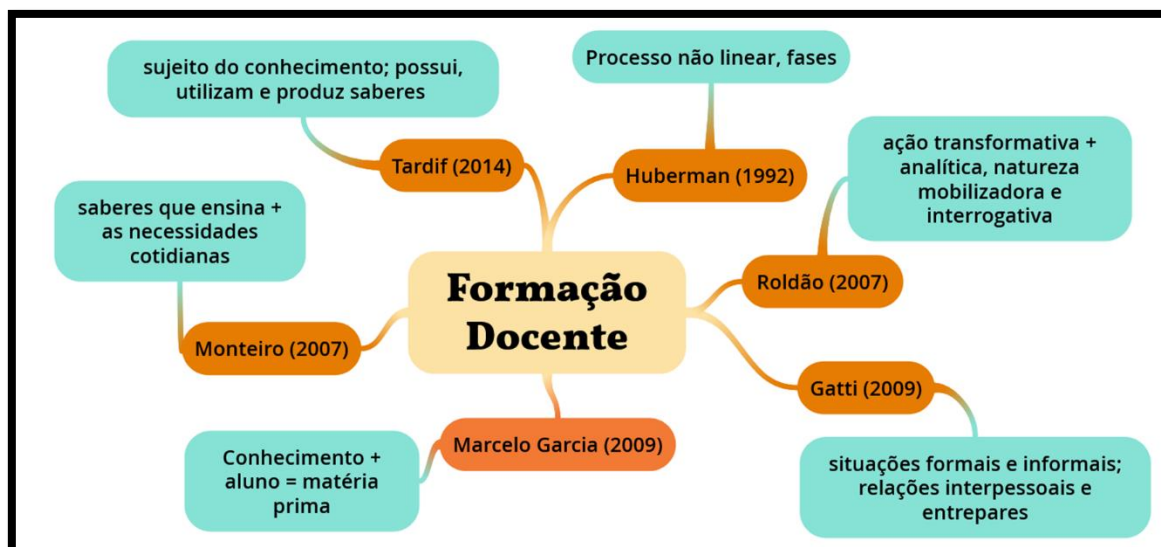 sujeito do conhecimento; possui,
utilizam e produz saberes
Tardif (2014)
Processo não linear, fases
Huberman (1992)
ação transformativa +
analítica, natureza
mobilizadora e
interrogativa
Roldão (2007)
saberes que ensina +
as necessidades
cotidianas
Monteiro (2007)
Formação
Docente
Gatti (2009)
situações formais e informais;
relações interpessoais e
entrepares
Marcelo Garcia (2009)
Conhecimento +
aluno = matéria
prima